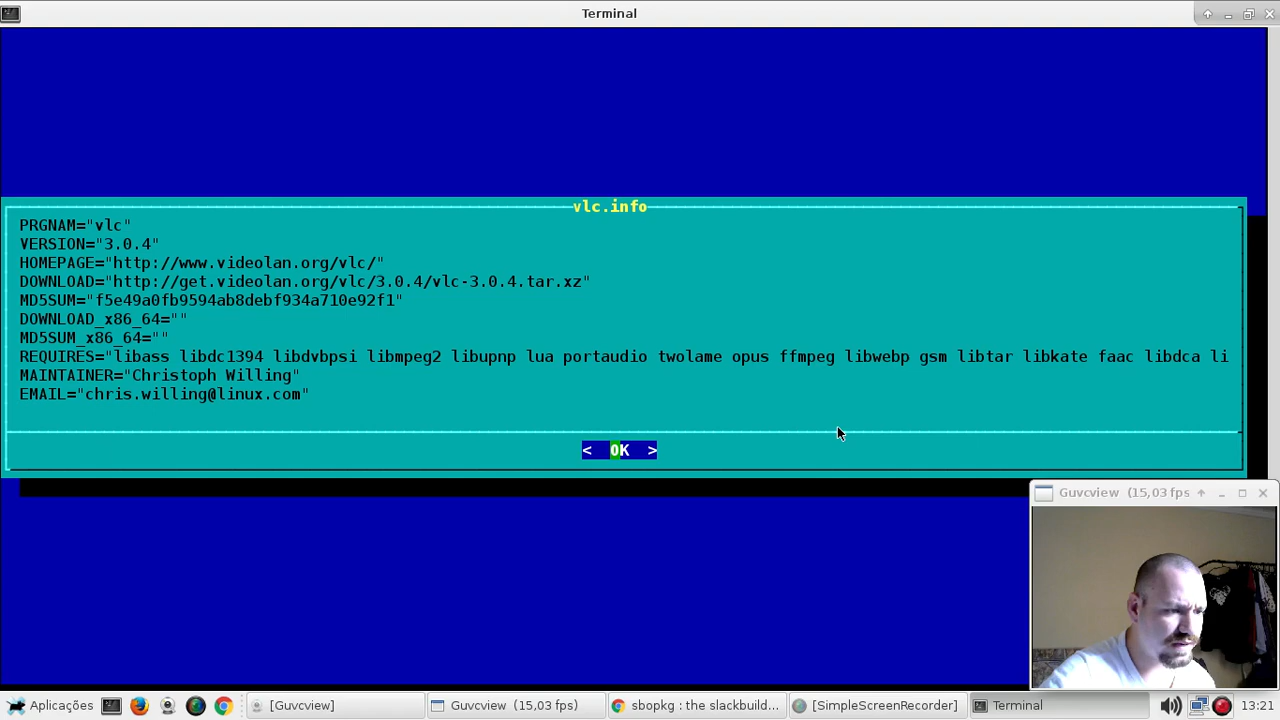 Terminal
vlc.info
PRGNAM="vlc"
VERSION="3.0.4"
HOMEPAGE="http://www.videolan.org/vlc/"
DOWNLOAD="http://get.videolan.org/vlc/3.0.4/vlc-3.0.4.tar.xz"
MD5SUM="f5e49a0fb9594ab8debf934a710e92f1"
DOWNLOAD_x86_64=""
MD5SUM_x86_64=""
REQUIRES="libass libdc1394 libdvbpsi libmpeg2 libupnp lua portaudio twolame opus ffmpeg libwebp gsm libtar libkate faac libdca li
MAINTAINER="Christoph Willing"
EMAIL="chris.willing@linux.com"
< OK >
Guvcview (15,03 fps
Aplicações [Guvcview] Guvcview (15,03 fps) sbopkg : the slackbuild... [SimpleScreenRecorder] Terminal 13:21